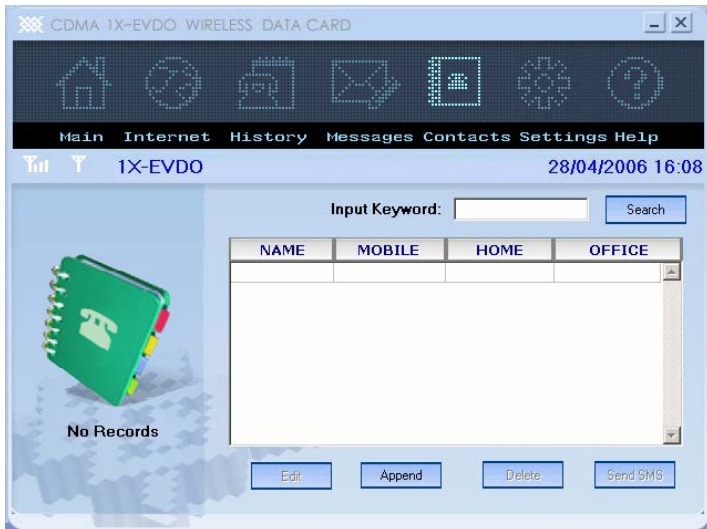 CDMA 1X-EVDO WIRELESS DATA CARD
Main Internet History Messages Contacts Settings Help
1X-EVDO 28/04/2006 16:08
Input Keyword: Search
NAME MOBILE HOME OFFICE
No Records
Edit Append Delete Send SMS